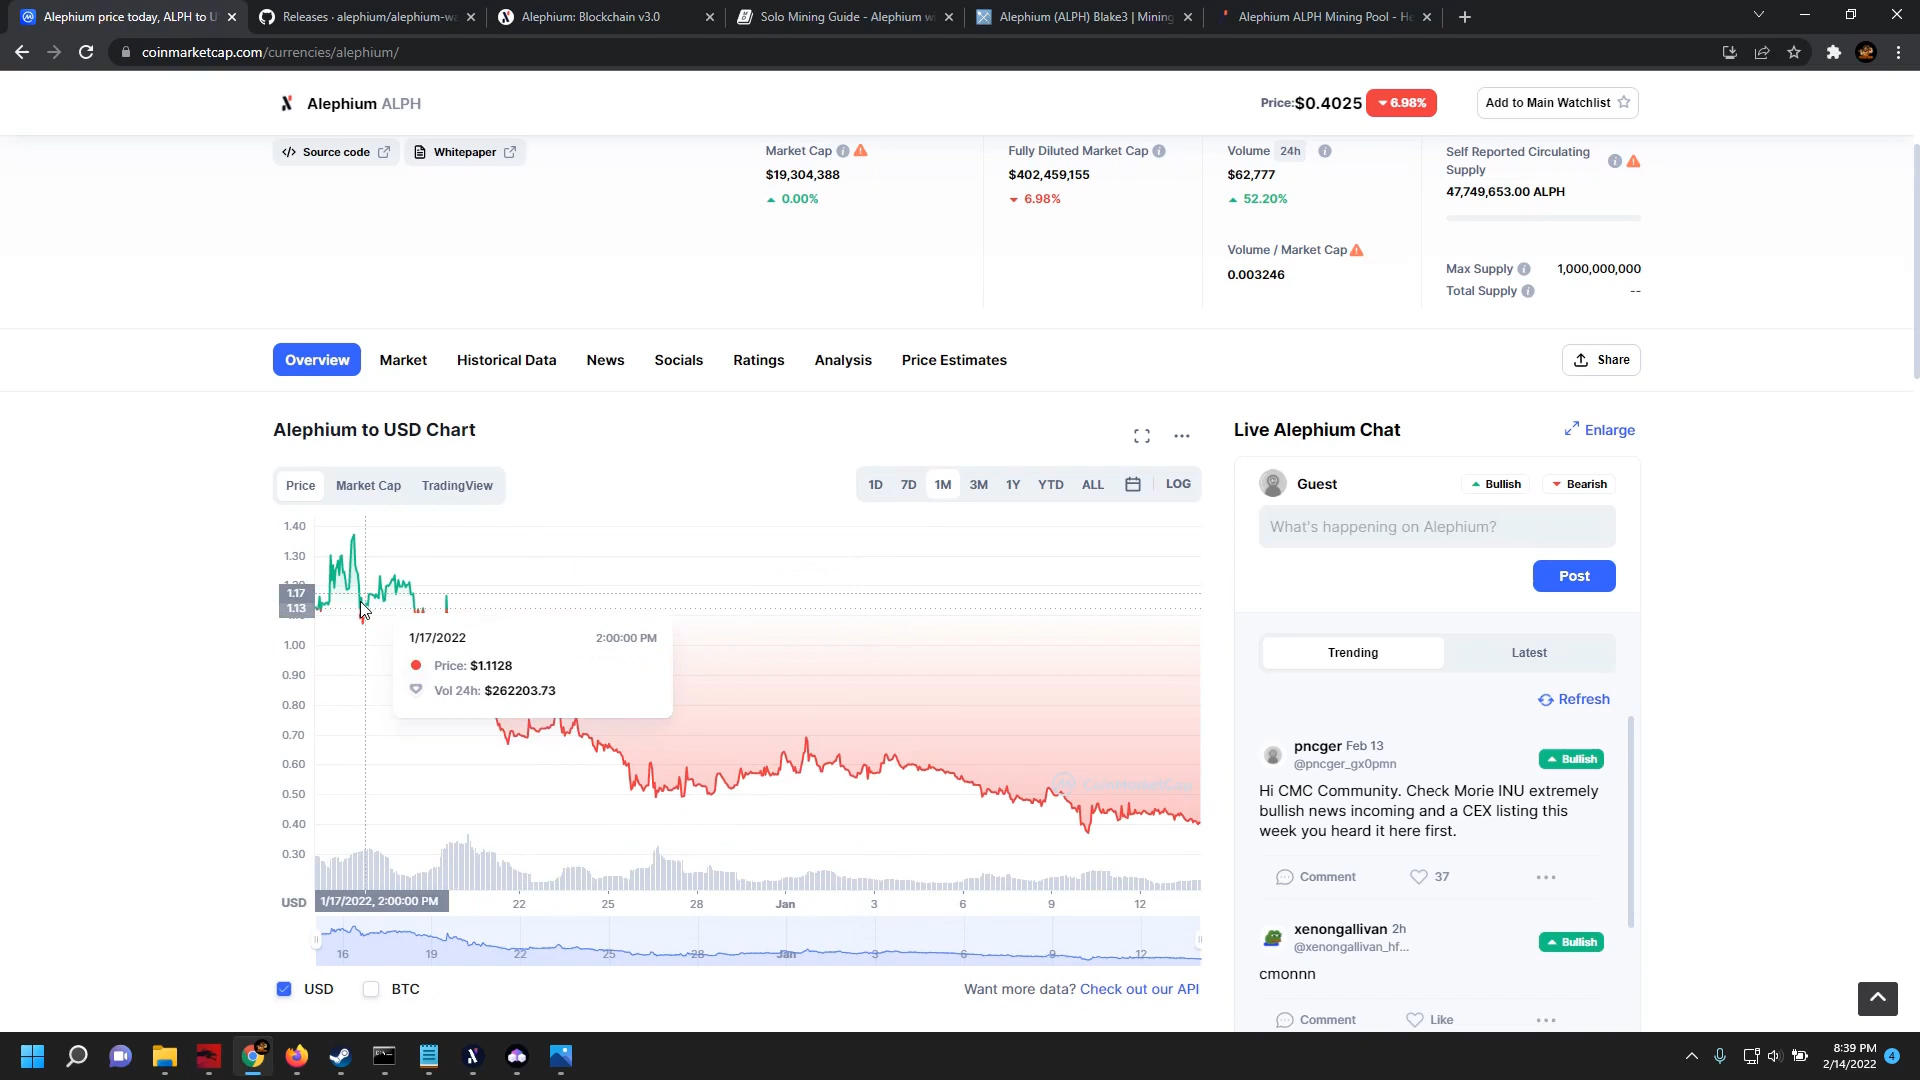 Alephium price today, ALPH to U
Releases · alephium/alephium-wa
Alephium: Blockchain v3.0
Solo Mining Guide - Alephium w
Alephium (ALPH) Blake3 | Mining
Alephium ALPH Mining Pool - He
coinmarketcap.com/currencies/alephium/
Alephium ALPH
Price:$0.4025
6.98%
Add to Main Watchlist
Source code
Whitepaper
Market Cap
$19,304,388
0.00%
Fully Diluted Market Cap
$402,459,155
6.98%
Volume 24h
$62,777
52.20%
Volume / Market Cap
0.003246
Self Reported Circulating
Supply
47,749,653.00 ALPH
Max Supply 1,000,000,000
Total Supply --
Overview Market Historical Data News Socials Ratings Analysis Price Estimates
Share
Alephium to USD Chart
Price Market Cap TradingView
1D 7D 1M 3M 1Y YTD ALL LOG
1.40
1.30
1.17
1.13
1.00
0.90
0.80
0.70
0.60
0.50
0.40
0.30
1/17/2022 2:00:00 PM
Price: $1.1128
Vol 24h: $262203.73
CoinMarketCap
USD
1/17/2022, 2:00:00 PM
22 25 28 Jan 3 6 9 12
16 19 22 25 28 Jan 3 6 9 12
USD BTC
Want more data? Check out our API
Live Alephium Chat
Enlarge
Guest
Bullish
Bearish
What's happening on Alephium?
Post
Trending Latest
Refresh
pncger Feb 13
@pncger_gx0pmn
Bullish
Hi CMC Community. Check Morie INU extremely
bullish news incoming and a CEX listing this
week you heard it here first.
Comment 37
xenongallivan 2h
@xenongallivan_hf...
Bullish
cmonnn
Comment Like
8:39 PM
2/14/2022
4